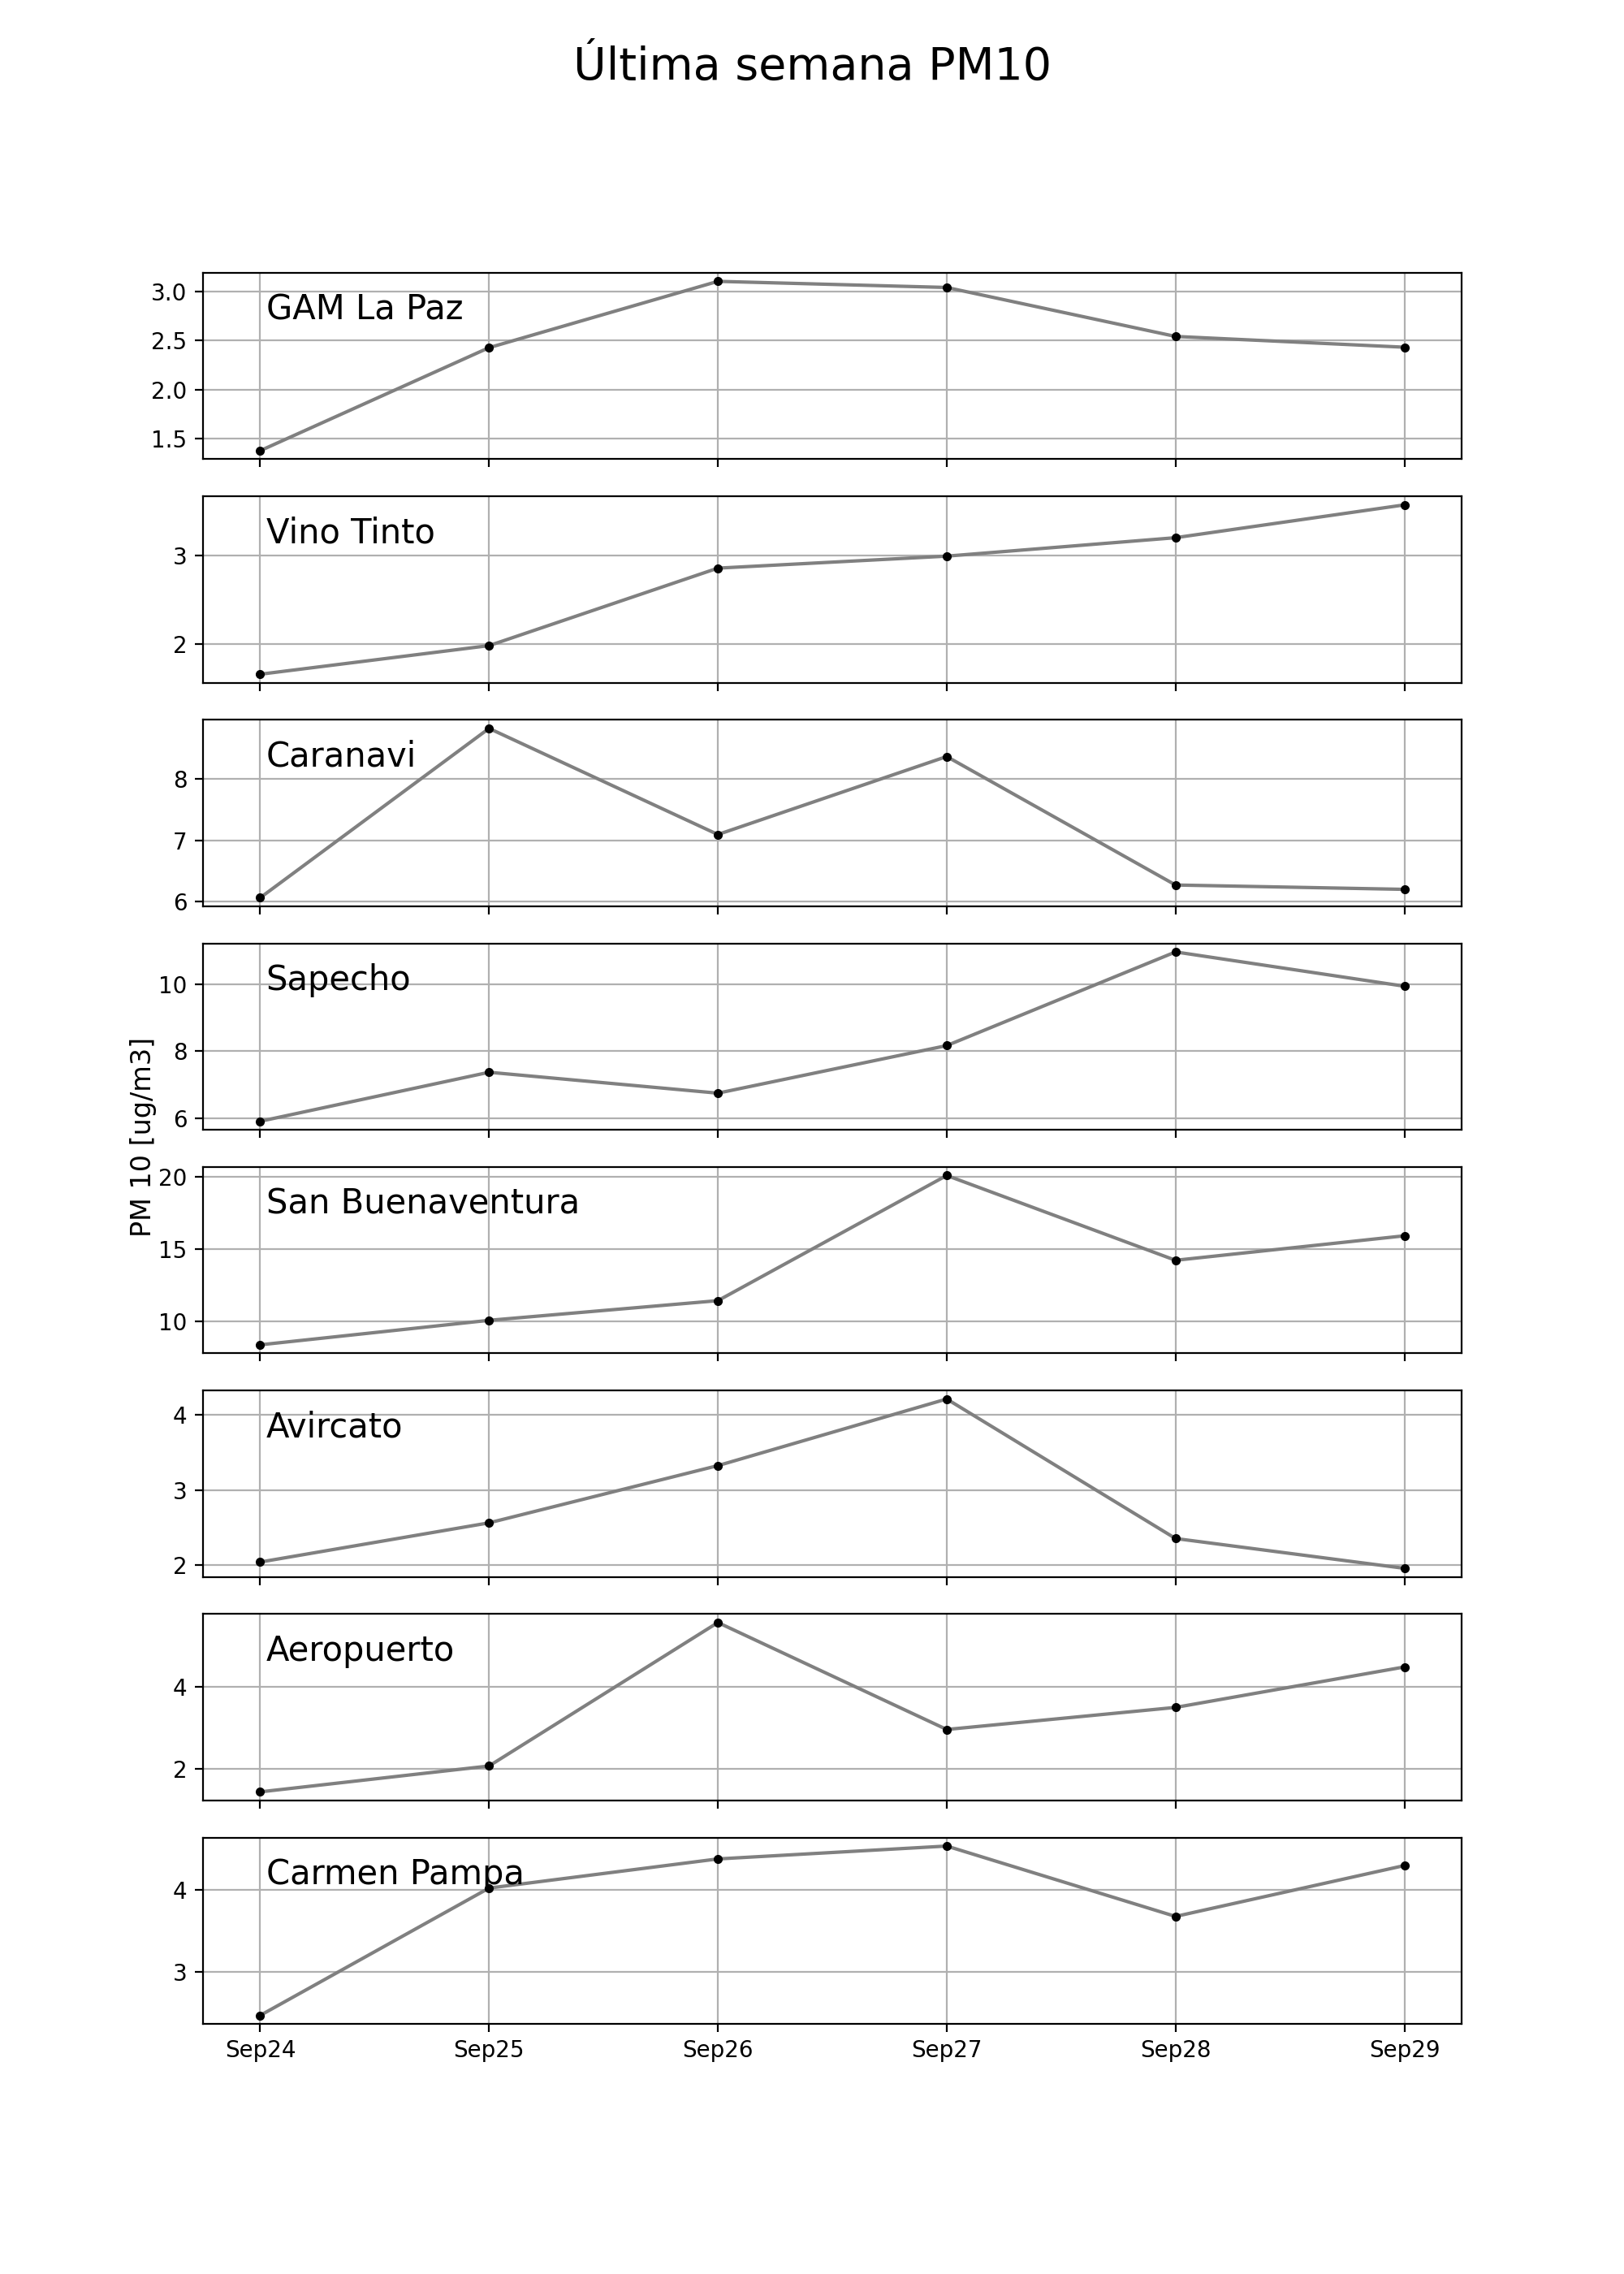 Última semana PM10
GAM La Paz
3.0
2.5
2.0
1.5
Vino Tinto
3
2
Caranavi
8
7
6
Sapecho
10
8
6
PM 10 [ug/m3]
San Buenaventura
20
15
10
Avircato
4
3
2
Aeropuerto
4
2
Carmen Pampa
4
3
Sep24 Sep25 Sep26 Sep27 Sep28 Sep29